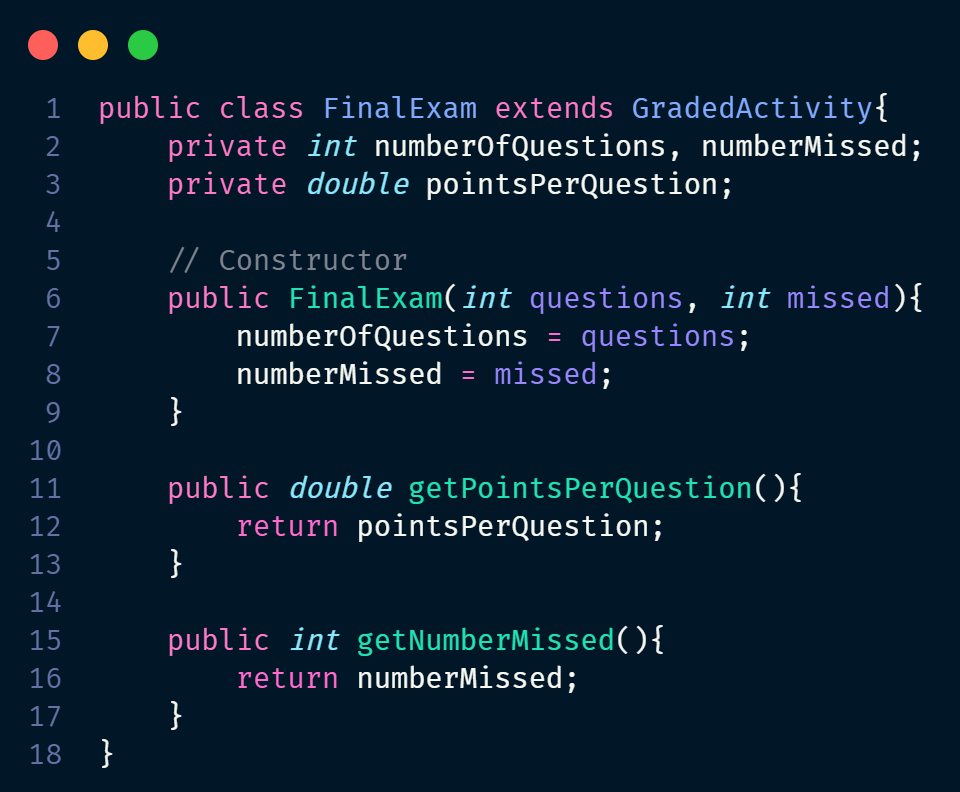 1 public class FinalExam extends GradedActivity{
2     private int numberOfQuestions, numberMissed;
3     private double pointsPerQuestion;
4
5     // Constructor
6     public FinalExam(int questions, int missed){
7         numberOfQuestions = questions;
8         numberMissed = missed;
9     }
10
11     public double getPointsPerQuestion(){
12         return pointsPerQuestion;
13     }
14
15     public int getNumberMissed(){
16         return numberMissed;
17     }
18 }